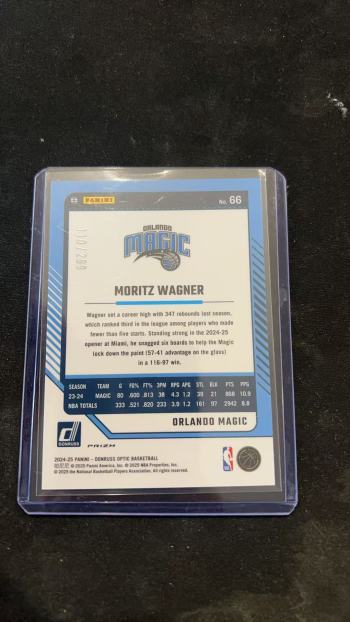 PANINI
No. 66
ORLANDO
MAGIC
MORITZ WAGNER
Wagner set a career high with 347 rebounds last season,
which ranked third in the league among players who made
fewer than five starts. Standing strong in the 2024-25
opener at Miami, he snagged six boards to help the Magic
lock down the paint (57-41 advantage on the glass)
in a 116-97 win.
SEASON TEAM G FG% FT% 3PM RPG APG STL BLK PTS PPG
23-24 MAGIC 80 .600 .813 38 4.3 1.2 39 21 868 10.9
NBA TOTALS 333 .521 .820 233 3.9 1.2 161 97 2942 8.8
ORLANDO MAGIC
DONRUSS
PRIZM
2024-25 PANINI – DONRUSS OPTIC BASKETBALL
© 2025 Panini America, Inc. © 2025 NBA Properties, Inc.
© 2025 the National Basketball Players Association. All rights reserved.